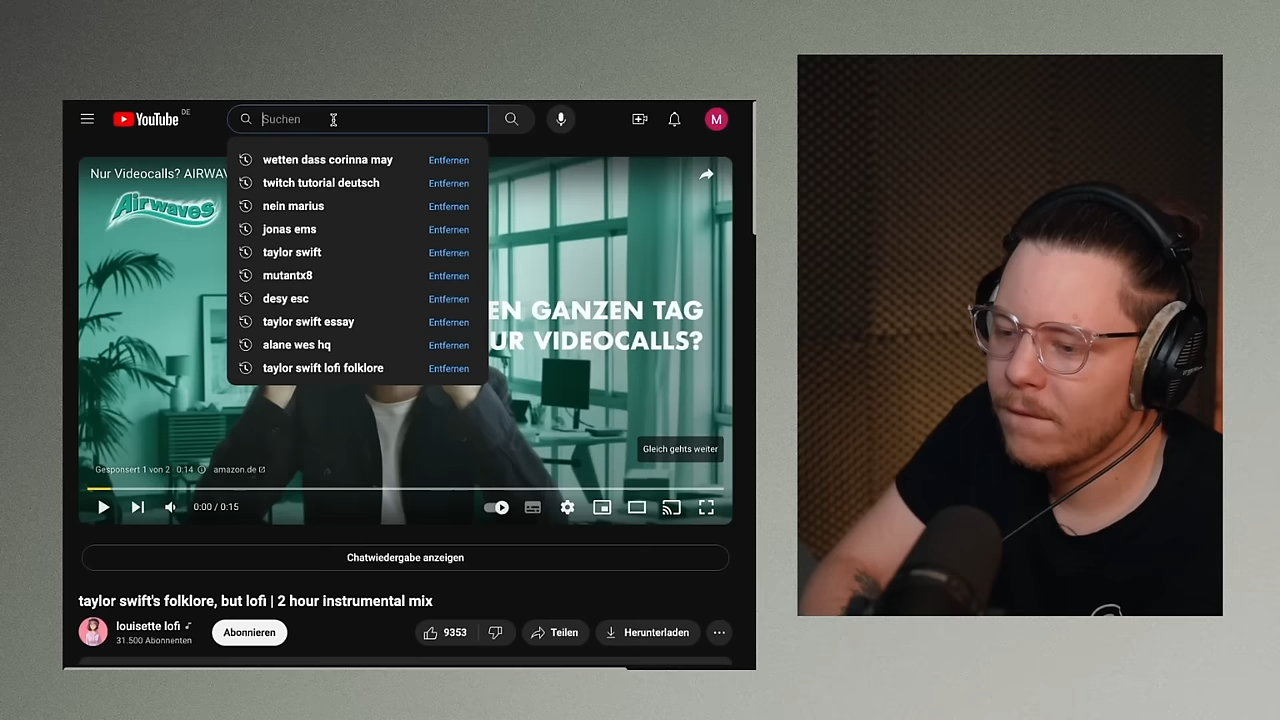 YouTube DE
Suchen
M
wetten dass corinna may Entfernen
twitch tutorial deutsch Entfernen
nein marius Entfernen
jonas ems Entfernen
taylor swift Entfernen
mutantx8 Entfernen
desy esc Entfernen
taylor swift essay Entfernen
alane wes hq Entfernen
taylor swift lofi folklore Entfernen
Nur Videocalls? AIRWAV
Airwaves
EN GANZEN TAG
UR VIDEOCALLS?
Gleich gehts weiter
Gesponsert 1 von 2 · 0:14 amazon.de
0:00 / 0:15
Chatwiedergabe anzeigen
taylor swift's folklore, but lofi | 2 hour instrumental mix
louisette lofi
31.500 Abonnenten
Abonnieren
9353
Teilen
Herunterladen